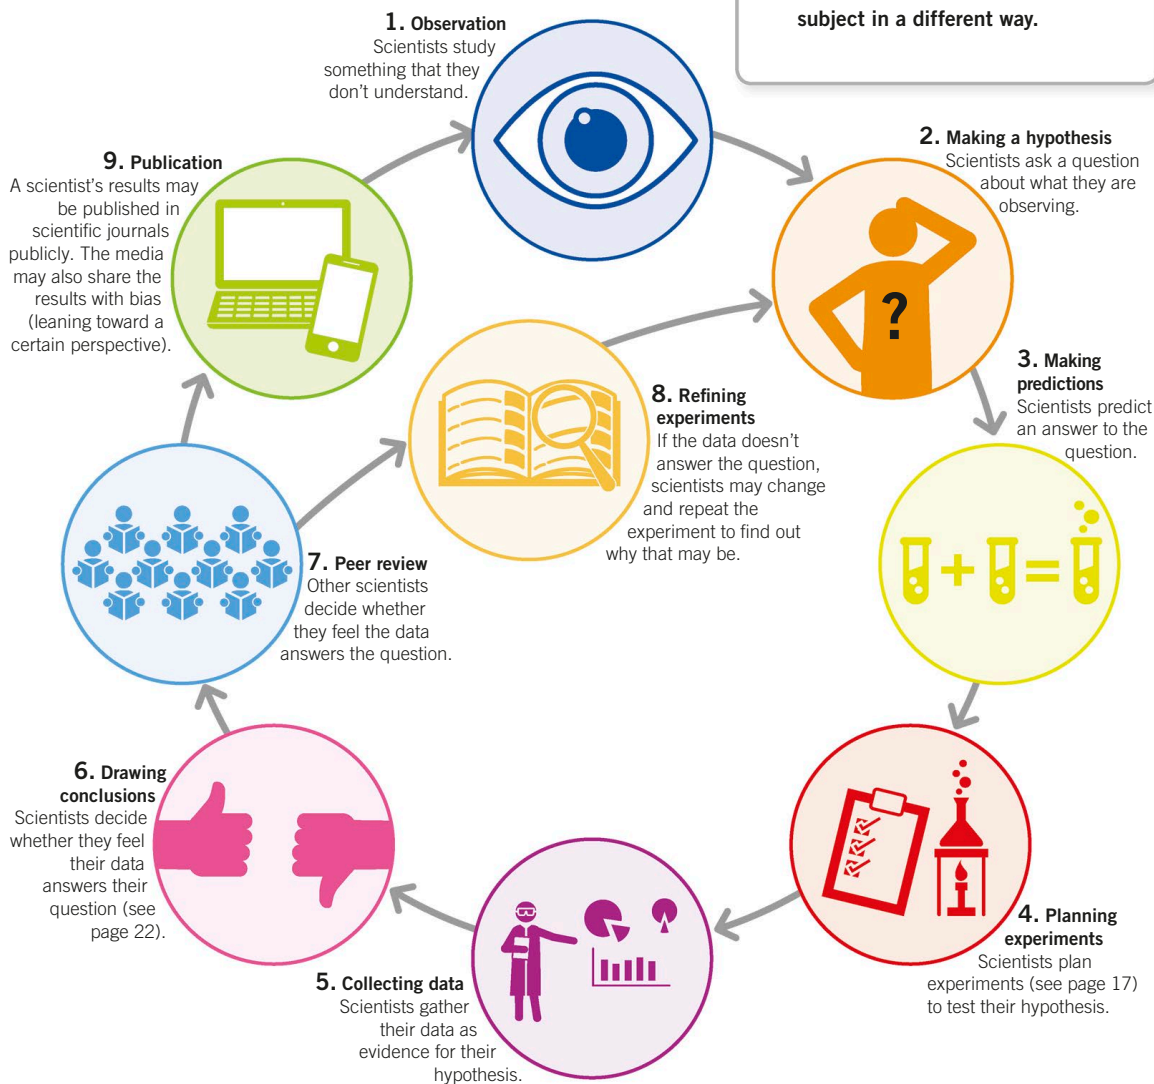 subject in a different way.
1. Observation
Scientists study
something that they
don't understand.
2. Making a hypothesis
Scientists ask a question
about what they are
observing.
?
3. Making
predictions
Scientists predict
an answer to the
question.
+ =
4. Planning
experiments
Scientists plan
experiments (see page 17)
to test their hypothesis.
5. Collecting data
Scientists gather
their data as
evidence for their
hypothesis.
6. Drawing
conclusions
Scientists decide
whether they feel
their data
answers their
question (see
page 22).
7. Peer review
Other scientists
decide whether
they feel the data
answers the question.
8. Refining
experiments
If the data doesn't
answer the question,
scientists may change
and repeat the
experiment to find out
why that may be.
9. Publication
A scientist's results may
be published in
scientific journals
publicly. The media
may also share the
results with bias
(leaning toward a
certain perspective).